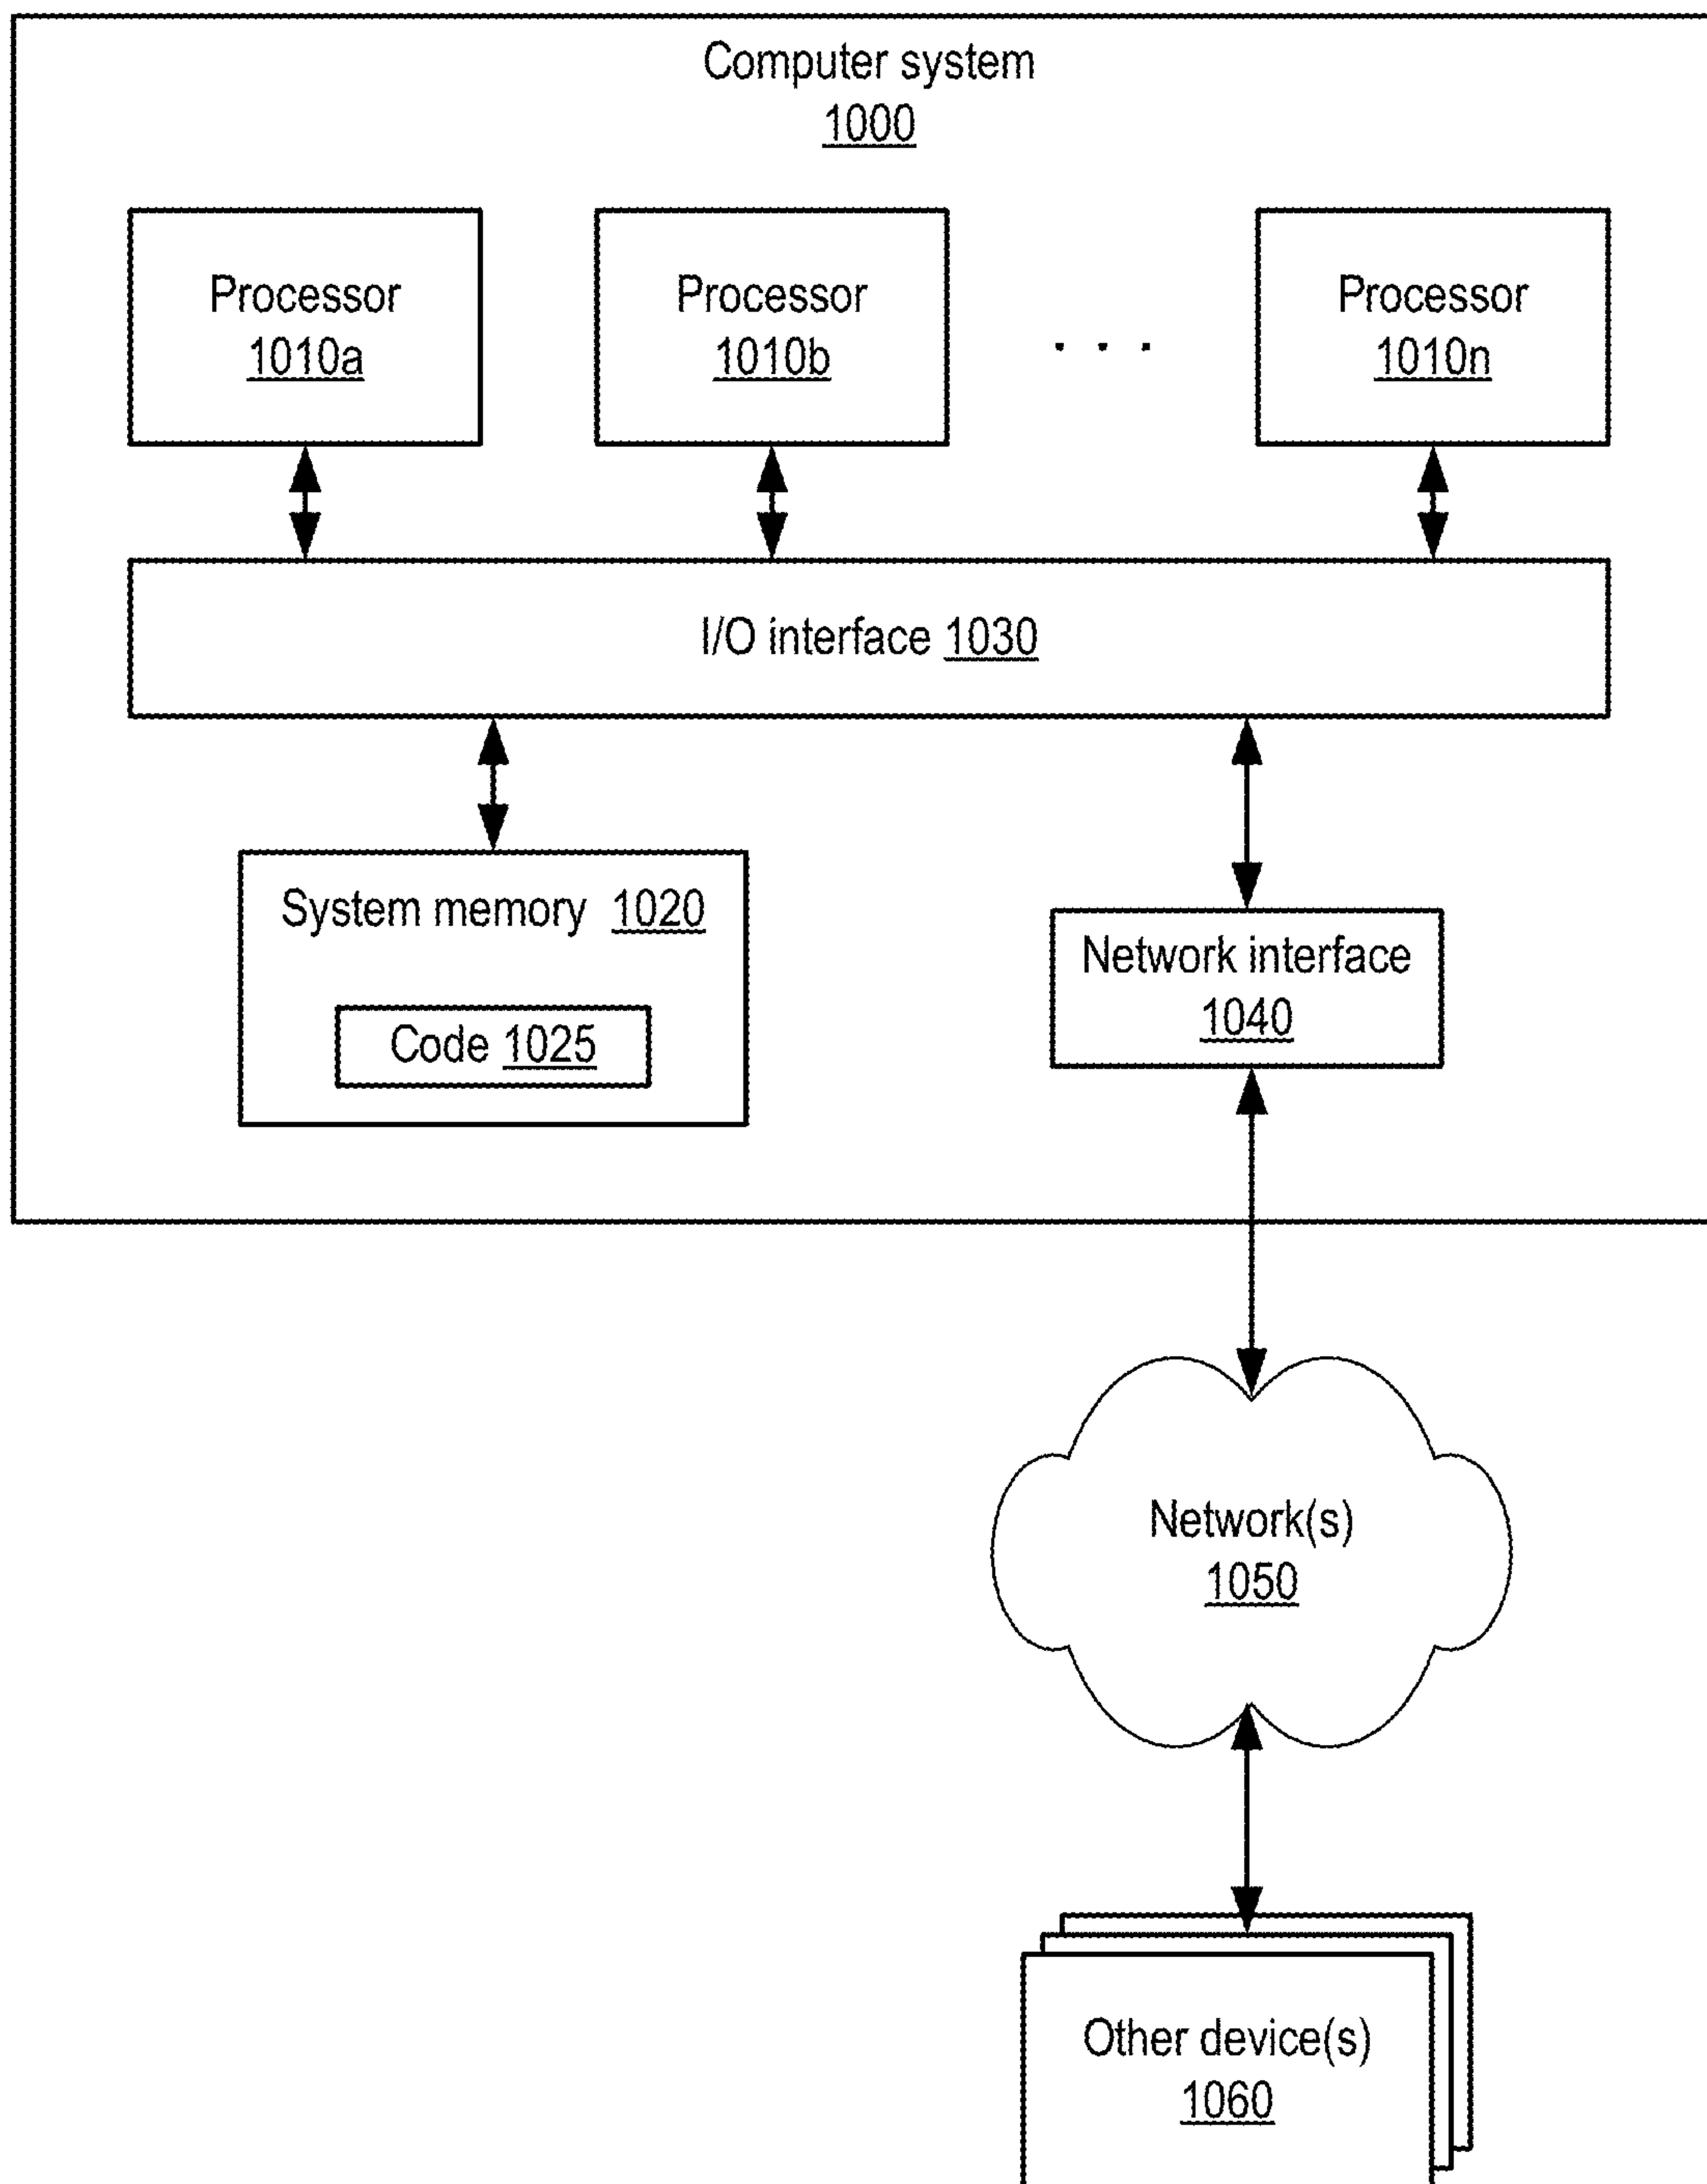 Computer system
1000
Processor
1010a
Processor
1010b
. . .
Processor
1010n
I/O interface 1030
System memory 1020
Code 1025
Network interface
1040
Network(s)
1050
Other device(s)
1060